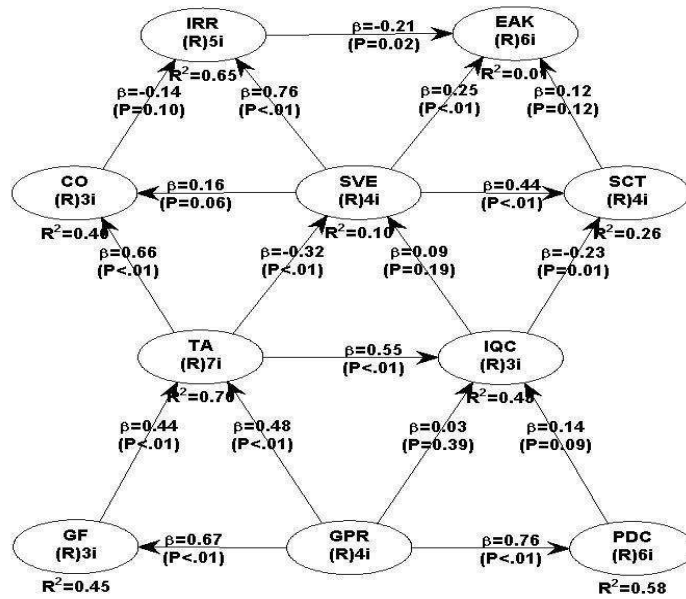 IRR
(R)5i
β=-0.21
(P=0.02)
EAK
(R)6i
R²=0.65
R²=0.01
β=-0.14
(P=0.10)
β=0.76
(P<.01)
β=0.25
(P<.01)
β=0.12
(P=0.12)
CO
(R)3i
β=0.16
(P=0.06)
SVE
(R)4i
β=0.44
(P<.01)
SCT
(R)4i
R²=0.40
R²=0.10
R²=0.26
β=0.66
(P<.01)
β=-0.32
(P<.01)
β=0.09
(P=0.19)
β=-0.23
(P=0.01)
TA
(R)7i
β=0.55
(P<.01)
IQC
(R)3i
R²=0.70
β=0.44
(P<.01)
β=0.48
(P<.01)
β=0.03
(P=0.39)
β=0.14
(P=0.09)
GF
(R)3i
β=0.67
(P<.01)
GPR
(R)4i
β=0.76
(P<.01)
PDC
(R)6i
R²=0.45
R²=0.58